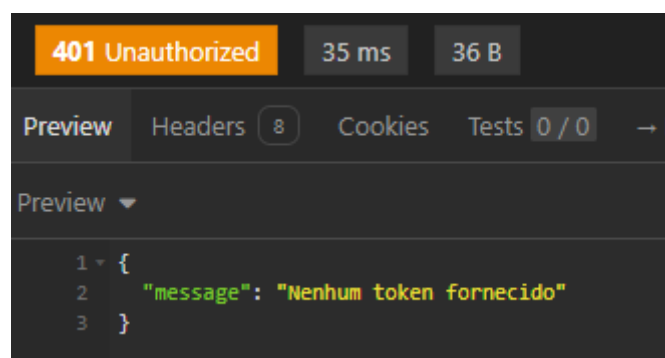 401 Unauthorized 35 ms 36 B
Preview Headers 8 Cookies Tests 0 / 0 →
Preview
1 {
2 "message": "Nenhum token fornecido"
3 }